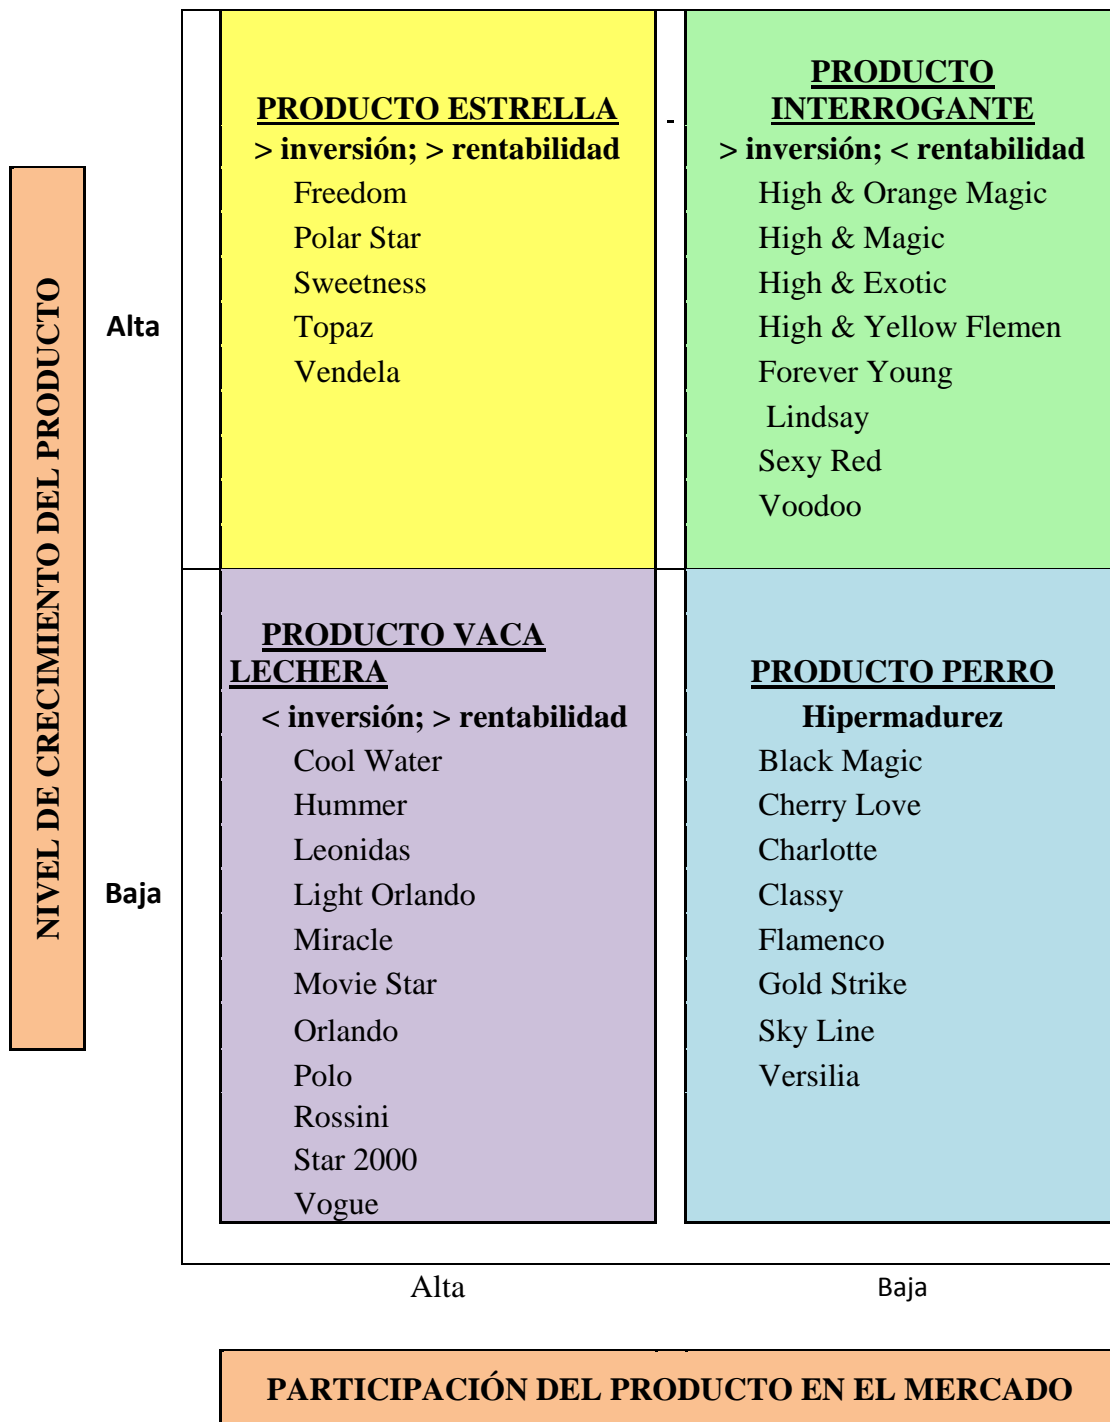 PRODUCTO ESTRELLA
> inversión; > rentabilidad
Freedom
Polar Star
Sweetness
Topaz
Vendela
-
PRODUCTO
INTERROGANTE
> inversión; < rentabilidad
High & Orange Magic
High & Magic
High & Exotic
High & Yellow Flemen
Forever Young
Lindsay
Sexy Red
Voodoo
NIVEL DE CRECIMIENTO DEL PRODUCTO
Alta
Baja
PRODUCTO VACA
LECHERA
< inversión; > rentabilidad
Cool Water
Hummer
Leonidas
Light Orlando
Miracle
Movie Star
Orlando
Polo
Rossini
Star 2000
Vogue
PRODUCTO PERRO
Hipermadurez
Black Magic
Cherry Love
Charlotte
Classy
Flamenco
Gold Strike
Sky Line
Versilia
Alta
Baja
PARTICIPACIÓN DEL PRODUCTO EN EL MERCADO